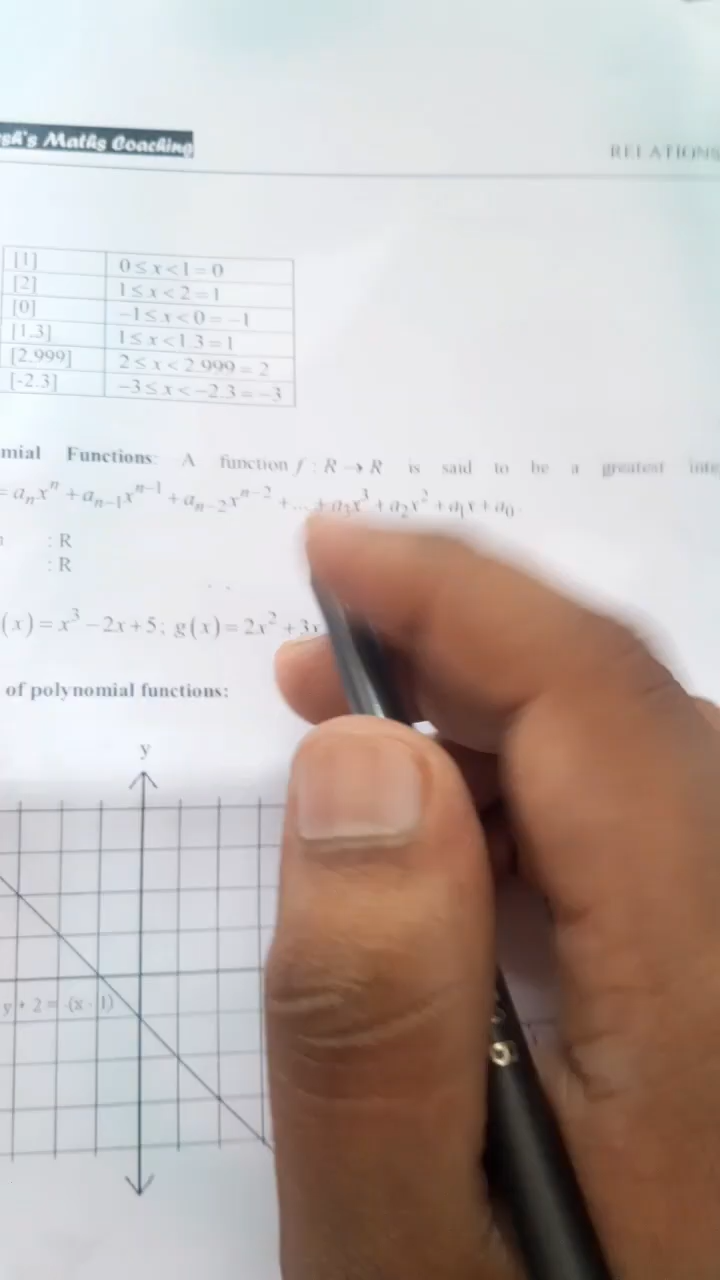 sh's Maths Coaching
RELATIONS
[1] 0 ≤ x < 1 = 0
[2] 1 ≤ x < 2 = 1
[0] −1 ≤ x < 0 = −1
[1.3] 1 ≤ x < 1.3 = 1
[2.999] 2 ≤ x < 2.999 = 2
[-2.3] −3 ≤ x < −2.3 = −3
mial Functions: A function f : R → R is said to be a greatest inte
= aₙxⁿ + aₙ₋₁xⁿ⁻¹ + aₙ₋₂xⁿ⁻² + ... + a₃x³ + a₂x² + a₁x + a₀.
: R
: R
(x) = x³ − 2x + 5; g(x) = 2x² + 3x
of polynomial functions:
y
y + 2 = -(x - 1)